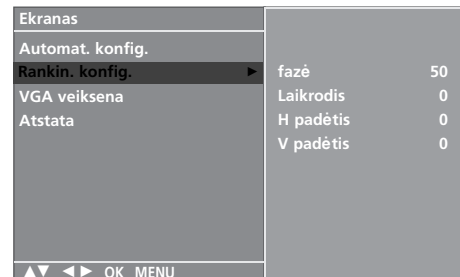 Ekranas
Automat. konfig.
Rankin. konfig. ►
VGA veiksena
Atstata
fazė 50
Laikrodis 0
H padėtis 0
V padėtis 0
▲▼ ◄► OK MENU